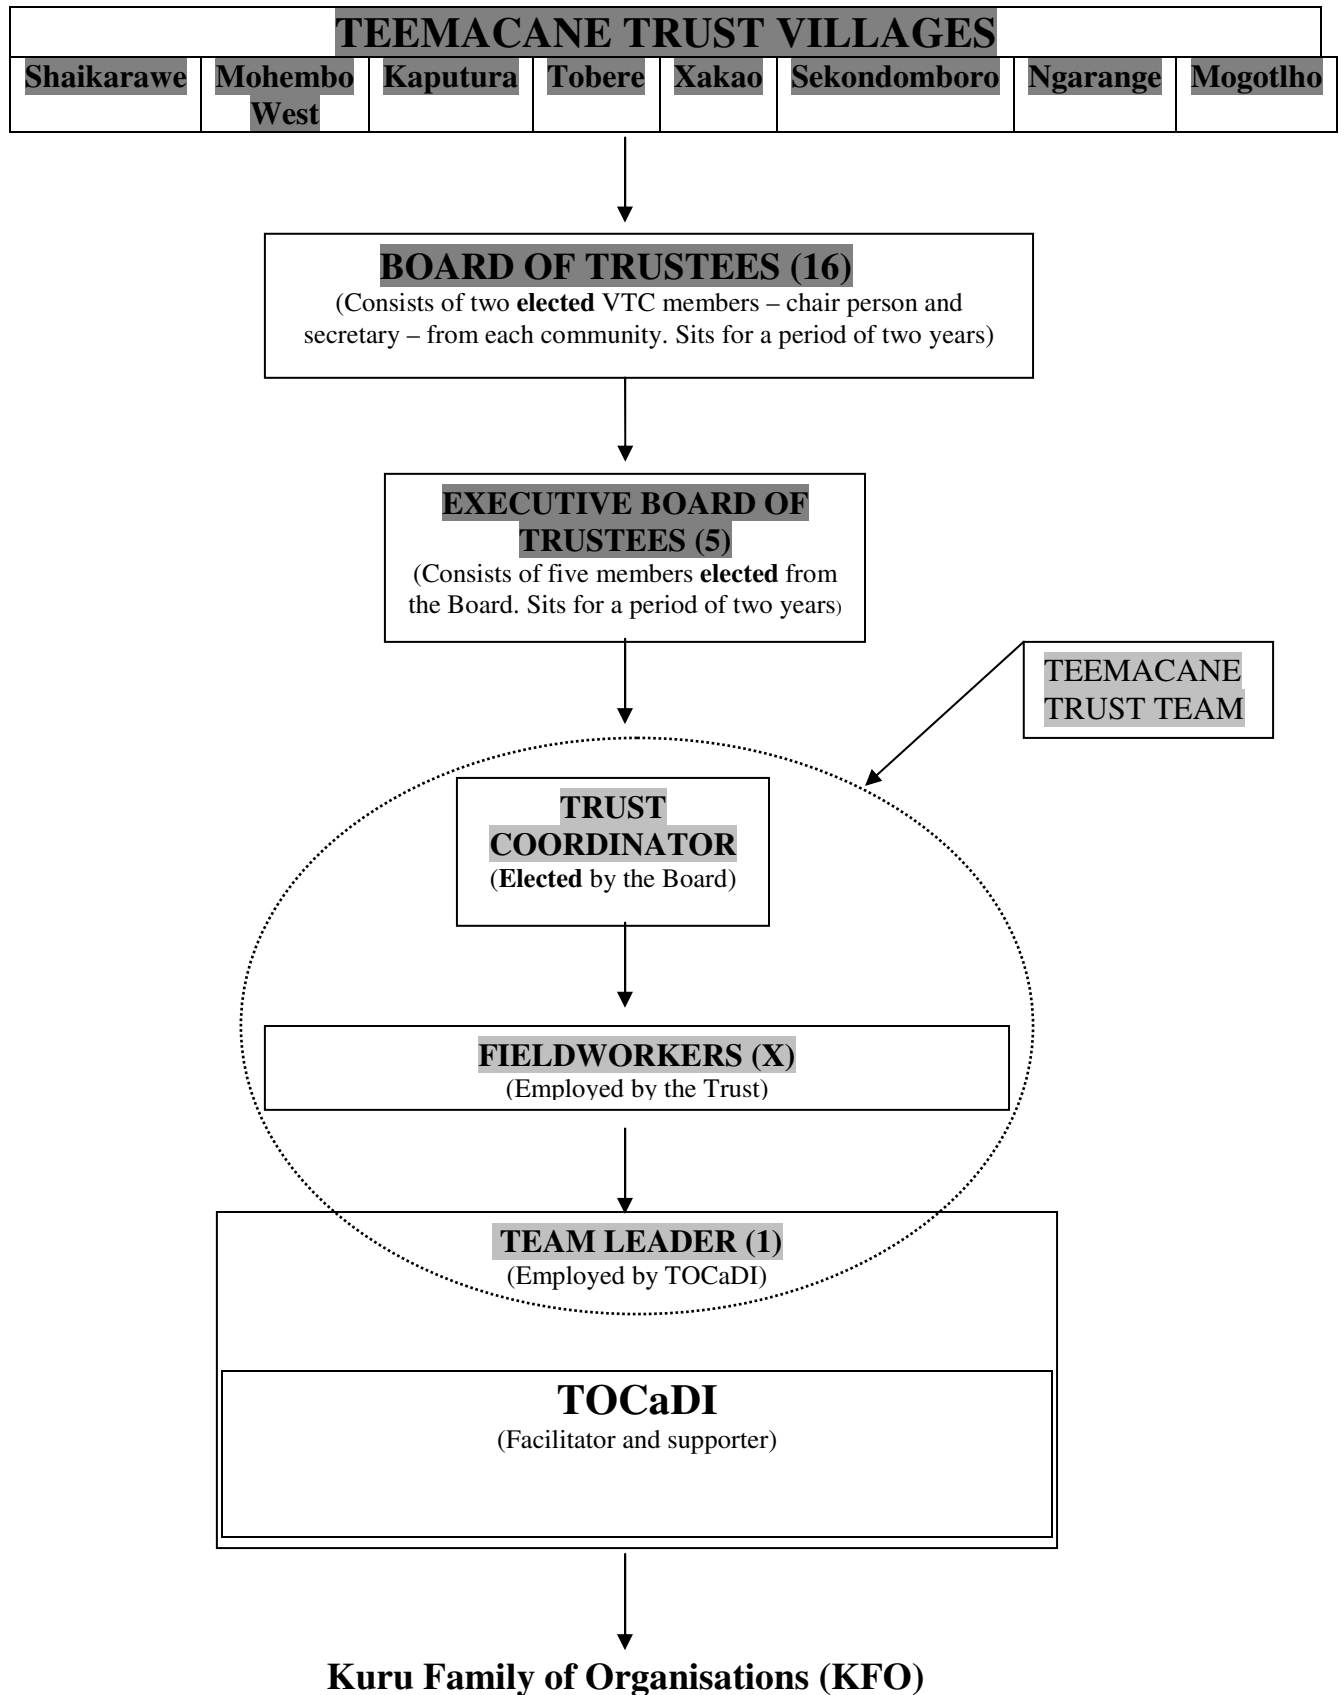 TEEMACANE TRUST VILLAGES
Shaikarawe Mohembo West Kaputura Tobere Xakao Sekondomboro Ngarange Mogotlho
BOARD OF TRUSTEES (16)
(Consists of two elected VTC members – chair person and
secretary – from each community. Sits for a period of two years)
EXECUTIVE BOARD OF
TRUSTEES (5)
(Consists of five members elected from
the Board. Sits for a period of two years)
TEEMACANE
TRUST TEAM
TRUST
COORDINATOR
(Elected by the Board)
FIELDWORKERS (X)
(Employed by the Trust)
TEAM LEADER (1)
(Employed by TOCaDI)
TOCaDI
(Facilitator and supporter)
Kuru Family of Organisations (KFO)